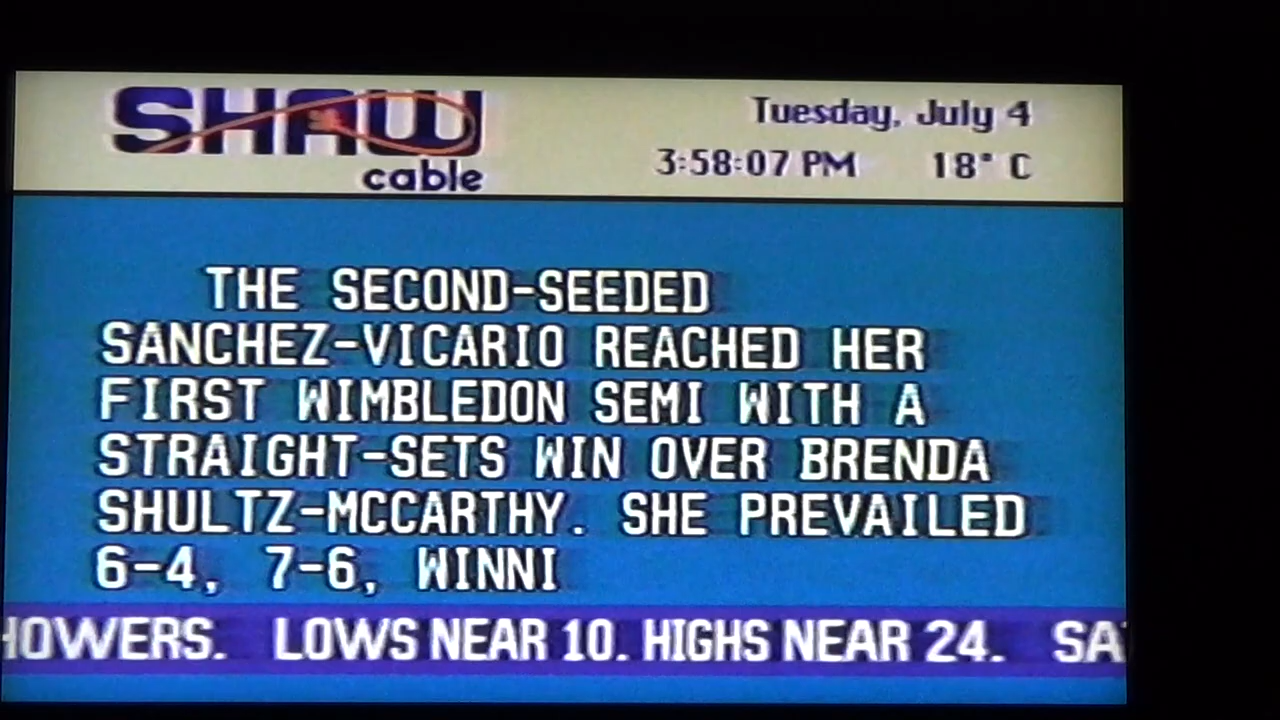 SHAW
cable
Tuesday, July 4
3:58:07 PM 18° C
THE SECOND-SEEDED
SANCHEZ-VICARIO REACHED HER
FIRST WIMBLEDON SEMI WITH A
STRAIGHT-SETS WIN OVER BRENDA
SHULTZ-MCCARTHY. SHE PREVAILED
6-4, 7-6, WINNI
HOWERS. LOWS NEAR 10. HIGHS NEAR 24. SA